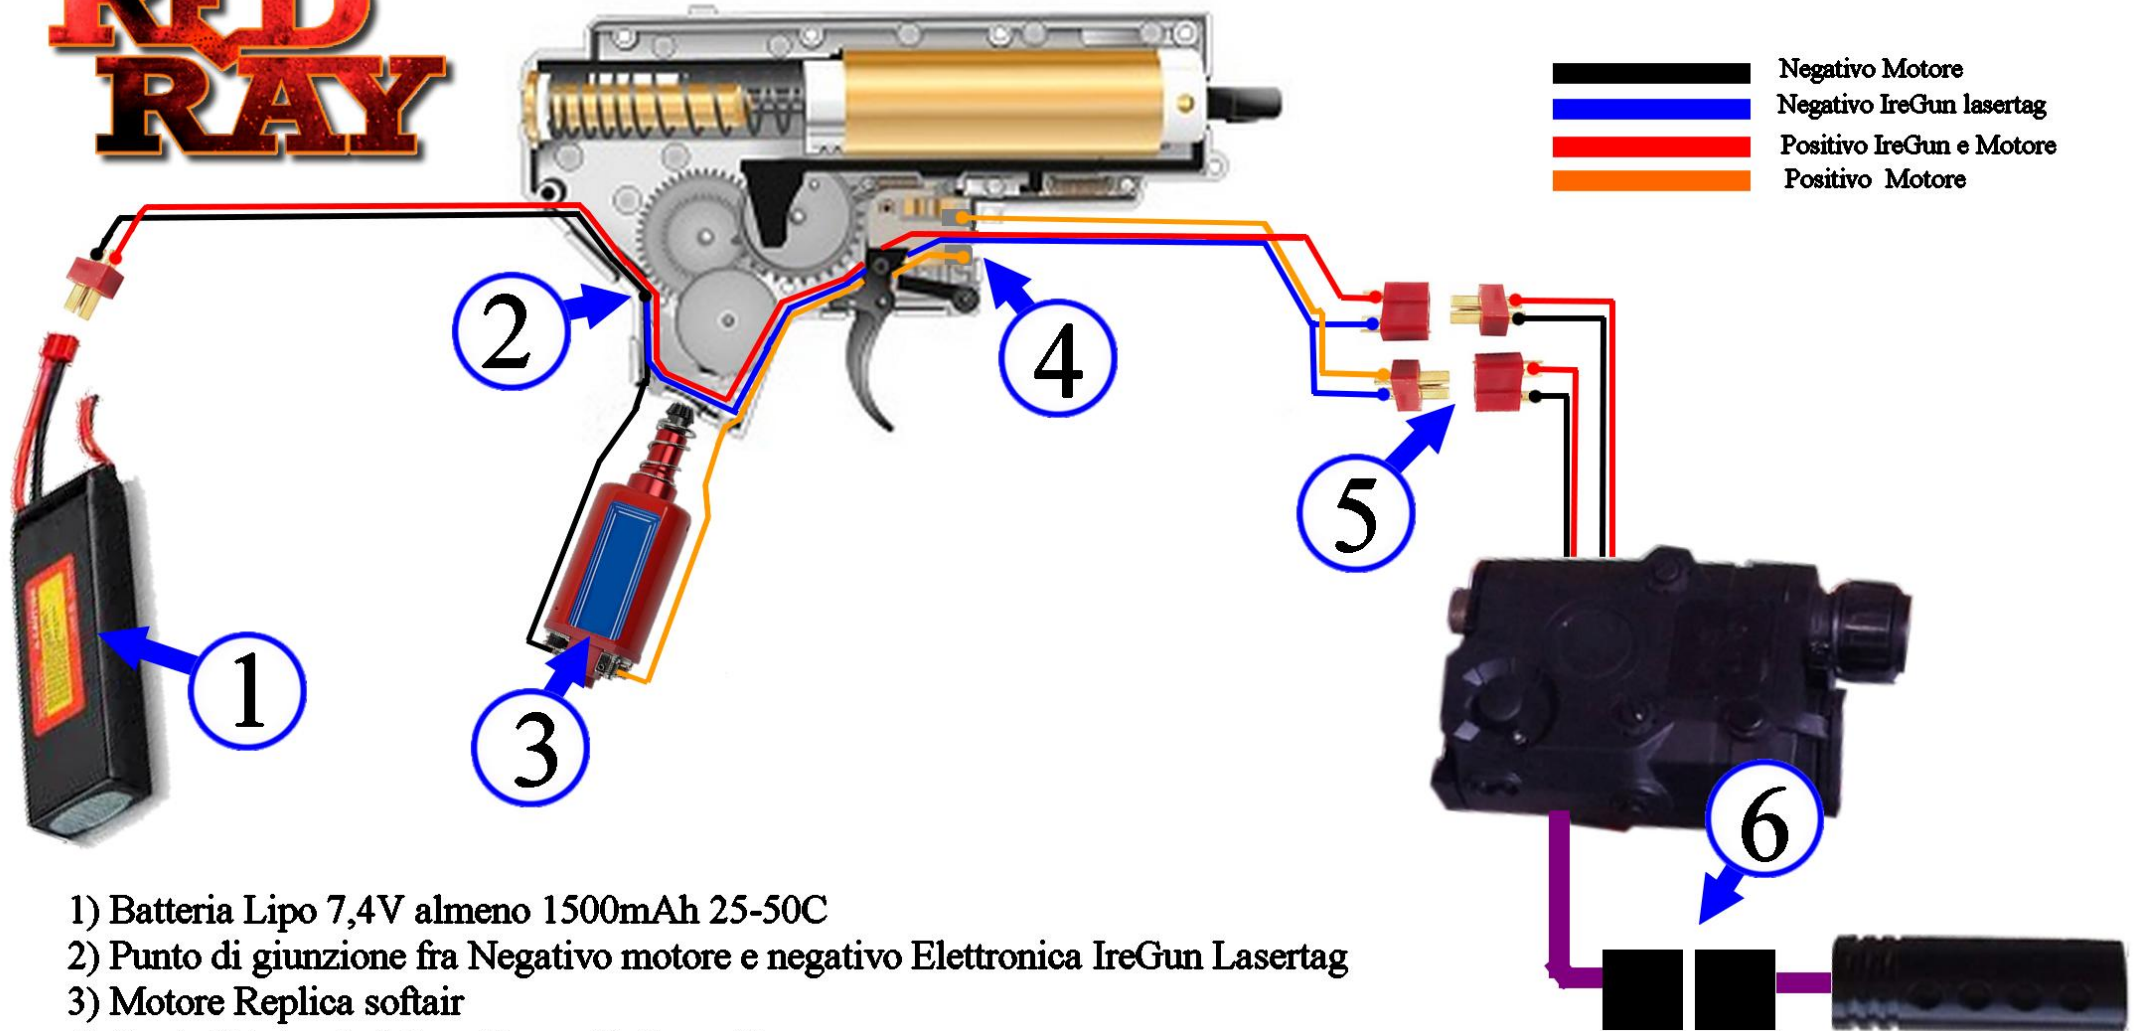 RED
RAY
Negativo Motore
Negativo IreGun lasertag
Positivo IreGun e Motore
Positivo Motore
2
4
5
1
3
6
1) Batteria Lipo 7,4V almeno 1500mAh 25-50C
2) Punto di giunzione fra Negativo motore e negativo Elettronica IreGun Lasertag
3) Motore Replica softair